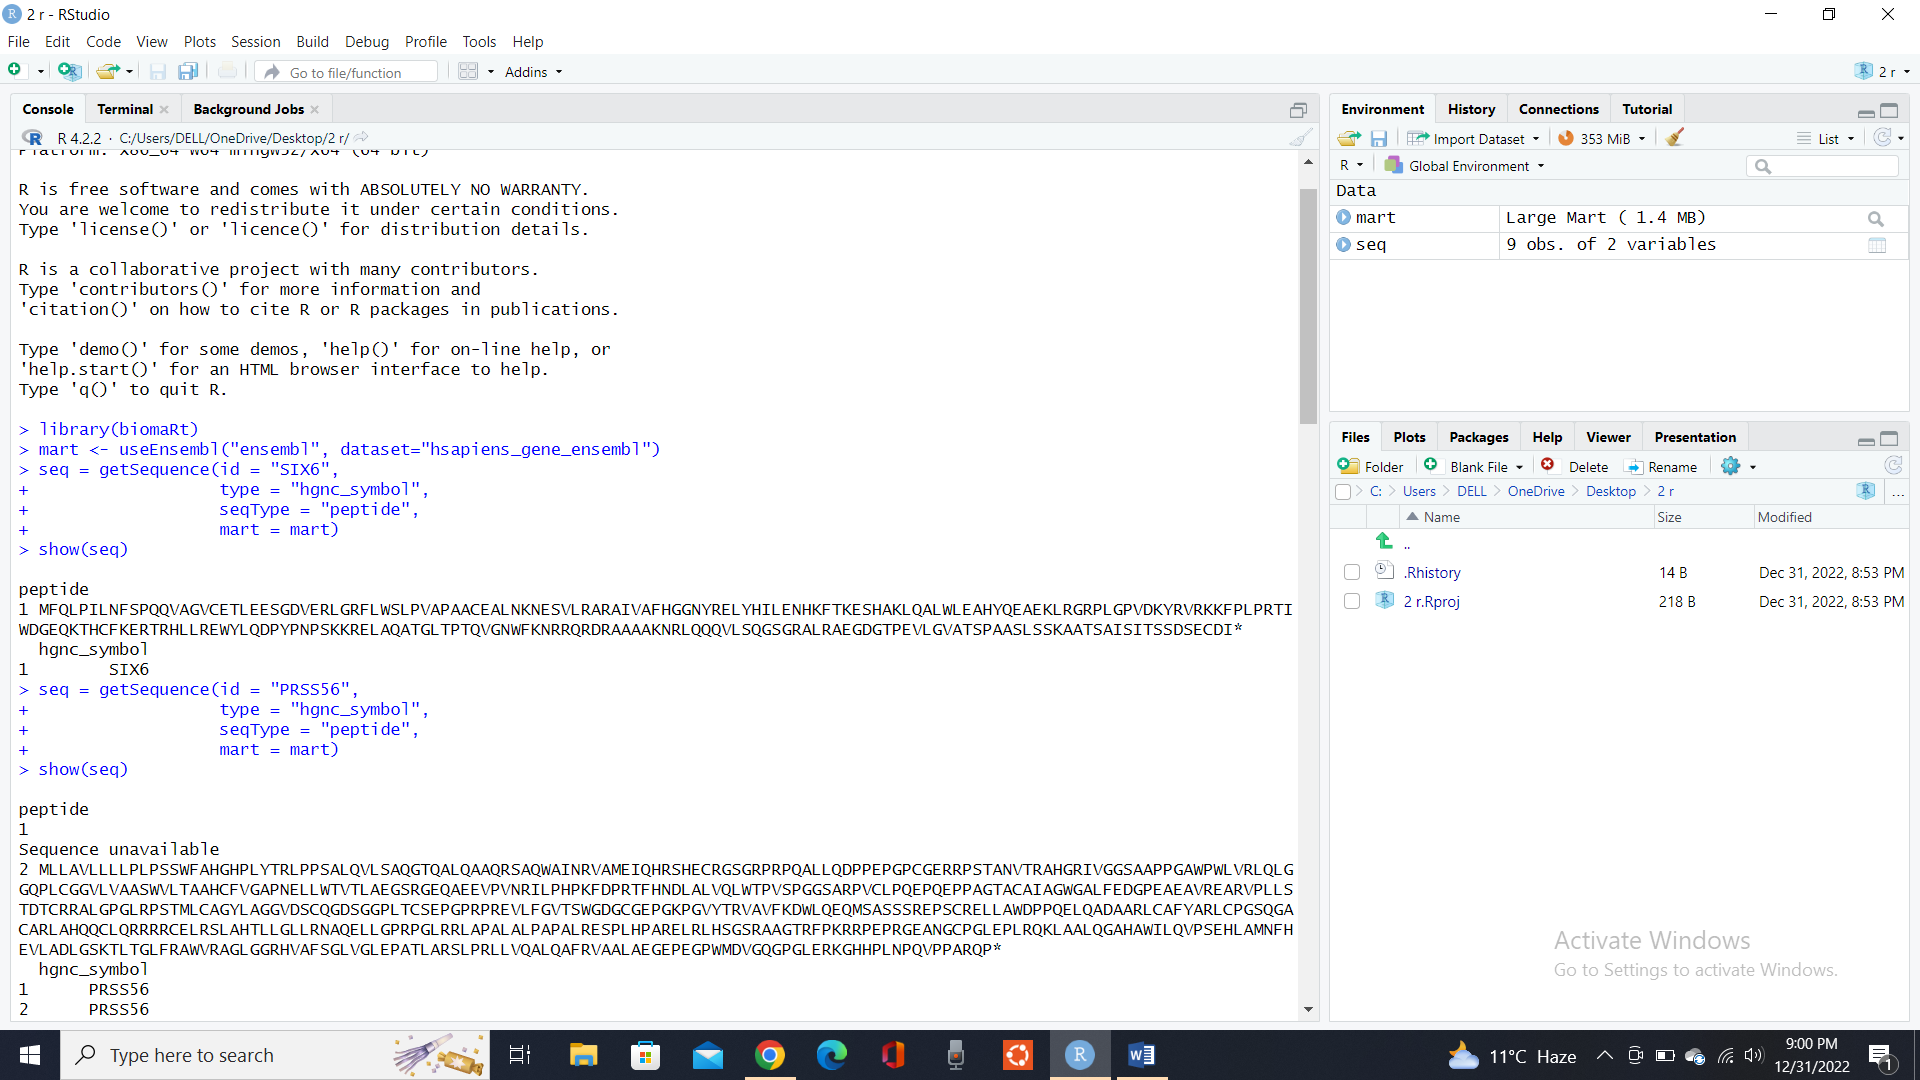 2 r - RStudio
File Edit Code View Plots Session Build Debug Profile Tools Help
Go to file/function
Addins
2 r
Console Terminal Background Jobs
R 4.2.2 · C:/Users/DELL/OneDrive/Desktop/2 r/
Platform: x86_64-w64-mingw32/x64 (64-bit)
R is free software and comes with ABSOLUTELY NO WARRANTY.
You are welcome to redistribute it under certain conditions.
Type 'license()' or 'licence()' for distribution details.
R is a collaborative project with many contributors.
Type 'contributors()' for more information and
'citation()' on how to cite R or R packages in publications.
Type 'demo()' for some demos, 'help()' for on-line help, or
'help.start()' for an HTML browser interface to help.
Type 'q()' to quit R.
> library(biomaRt)
> mart <- useEnsembl("ensembl", dataset="hsapiens_gene_ensembl")
> seq = getSequence(id = "SIX6",
+ type = "hgnc_symbol",
+ seqType = "peptide",
+ mart = mart)
> show(seq)
peptide
1 MFQLPILNFSPQQVAGVCETLEESGDVERLGRFLWSLPVAPAACEALNKNESVLRARAIVAFHGGNYRELYHILENHKFTKESHAKLQALWLEAHYQEAEKLRGRPLGPVDKYRVRKKFPLPRTI
WDGEQKTHCFKERTRHLLREWYLQDPYPNPSKKRELAQATGLTPTQVGNWFKNRRQRDRAAAAKNRLQQQVLSQGSGRALRAEGDGTPEVLGVATSPAASLSSKAATSAISITSSDSECDI*
hgnc_symbol
1 SIX6
> seq = getSequence(id = "PRSS56",
+ type = "hgnc_symbol",
+ seqType = "peptide",
+ mart = mart)
> show(seq)
peptide
1
Sequence unavailable
2 MLLAVLLLLPLPSSWFAHGHPLYTRLPPSALQVLSAQGTQALQAAQRSAQWAINRVAMEIQHRSHECRGSGRPRPQALLQDPPEPGPCGERRPSTANVTRAHGRIVGGSAAPPGAWPWLVRLQLG
GQPLCGGVLVAASWVLTAAHCFVGAPNELLWTVTLAEGSRGEQAEEVPVNRILPHPKFDPRTFHNDLALVQLWTPVSPGGSARPVCLPQEPQEPPAGTACAIAGWGALFEDGPEAEAVREARVPLLS
TDTCRRALGPGLRPSTMLCAGYLAGGVDSCQGDSGGPLTCSEPGPRPREVLFGVTSWGDGCGEPGKPGVYTRVAVFKDWLQEQMSASSSREPSCRELLAWDPPQELQADAARLCAFYARLCPGSQGA
CARLAHQQCLQRRRRCELRSLAHTLLGLLRNAQELLGPRPGLRRLAPALALPAPALRESPLHPARELRLHSGSRAAGTRFPKRRPEPRGEANGCPGLEPLRQKLAALQGAHAWILQVPSEHLAMNFH
EVLADLGSKTLTGLFRAWVRAGLGGRHVAFSGLVGLEPATLARSLPRLLVQALQAFRVAALAEGEPEGPWMDVGQGPGLERKGHHPLNPQVPPARQP*
hgnc_symbol
1 PRSS56
2 PRSS56
Environment History Connections Tutorial
Import Dataset 353 MiB List
R Global Environment
Data
mart Large Mart ( 1.4 MB)
seq 9 obs. of 2 variables
Files Plots Packages Help Viewer Presentation
Folder Blank File Delete Rename
C: Users DELL OneDrive Desktop 2 r ...
Name Size Modified
..
.Rhistory 14 B Dec 31, 2022, 8:53 PM
2 r.Rproj 218 B Dec 31, 2022, 8:53 PM
Activate Windows
Go to Settings to activate Windows.
Type here to search
11°C Haze
9:00 PM
12/31/2022
1